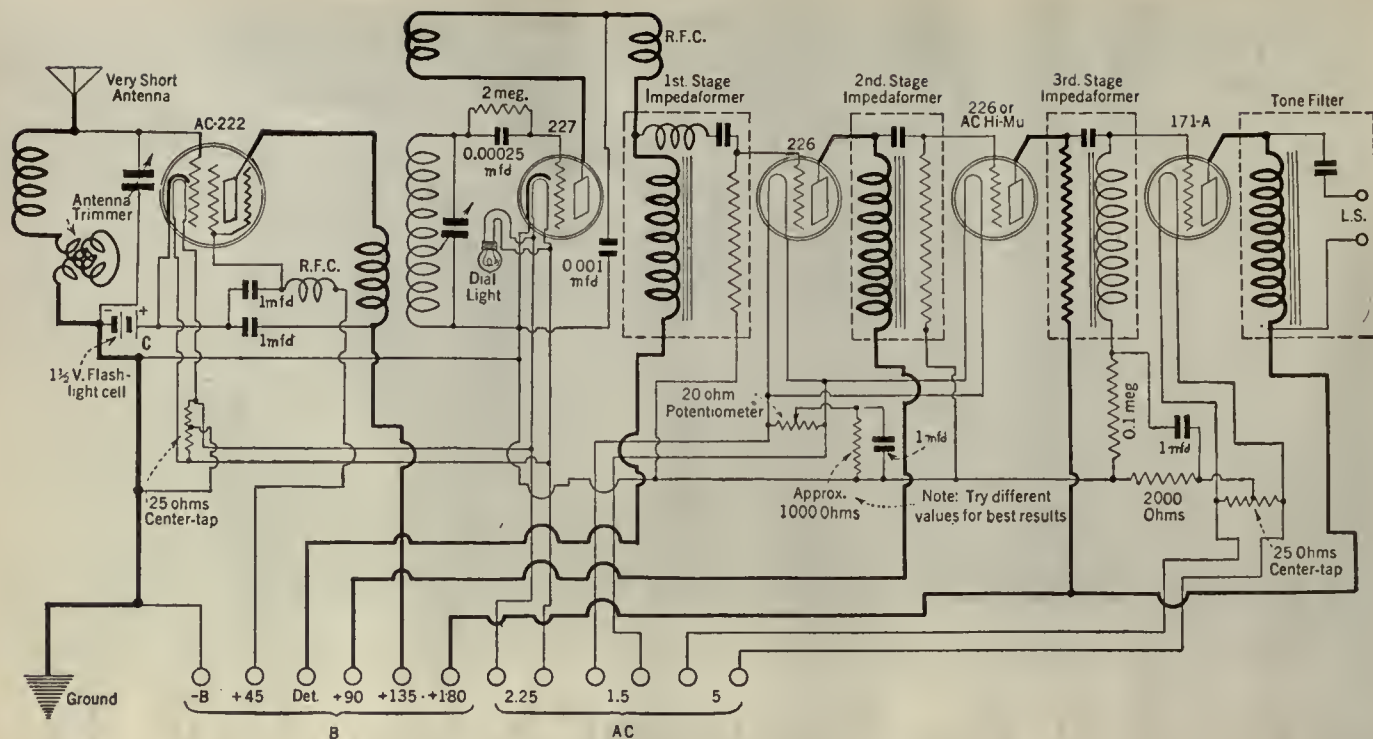 Very Short
Antenna
AC-222
Antenna
Trimmer
- +
C
1½ V. Flash-
light cell
R.F.C.
1mfd
1mfd
25 ohms
Center-tap
Ground
2 meg.
0.00025
mfd
227
Dial
Light
0.001
mfd
R.F.C.
1st. Stage
Impedaformer
226
2nd. Stage
Impedaformer
226 or
AC Hi-Mu
3rd. Stage
Impedaformer
171-A
Tone Filter
L.S.
20 ohm
Potentiometer
1mfd
Approx.
1000 Ohms
Note: Try different
values for best results
0.1 meg
1mfd
2000
Ohms
25 Ohms
Center-tap
-B +45 Det. +90 +135 +180 2.25 1.5 5
B AC